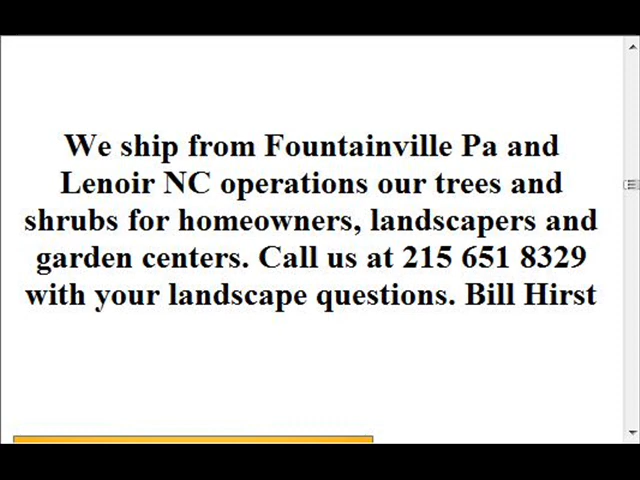 We ship from Fountainville Pa and
Lenoir NC operations our trees and
shrubs for homeowners, landscapers and
garden centers. Call us at 215 651 8329
with your landscape questions. Bill Hirst